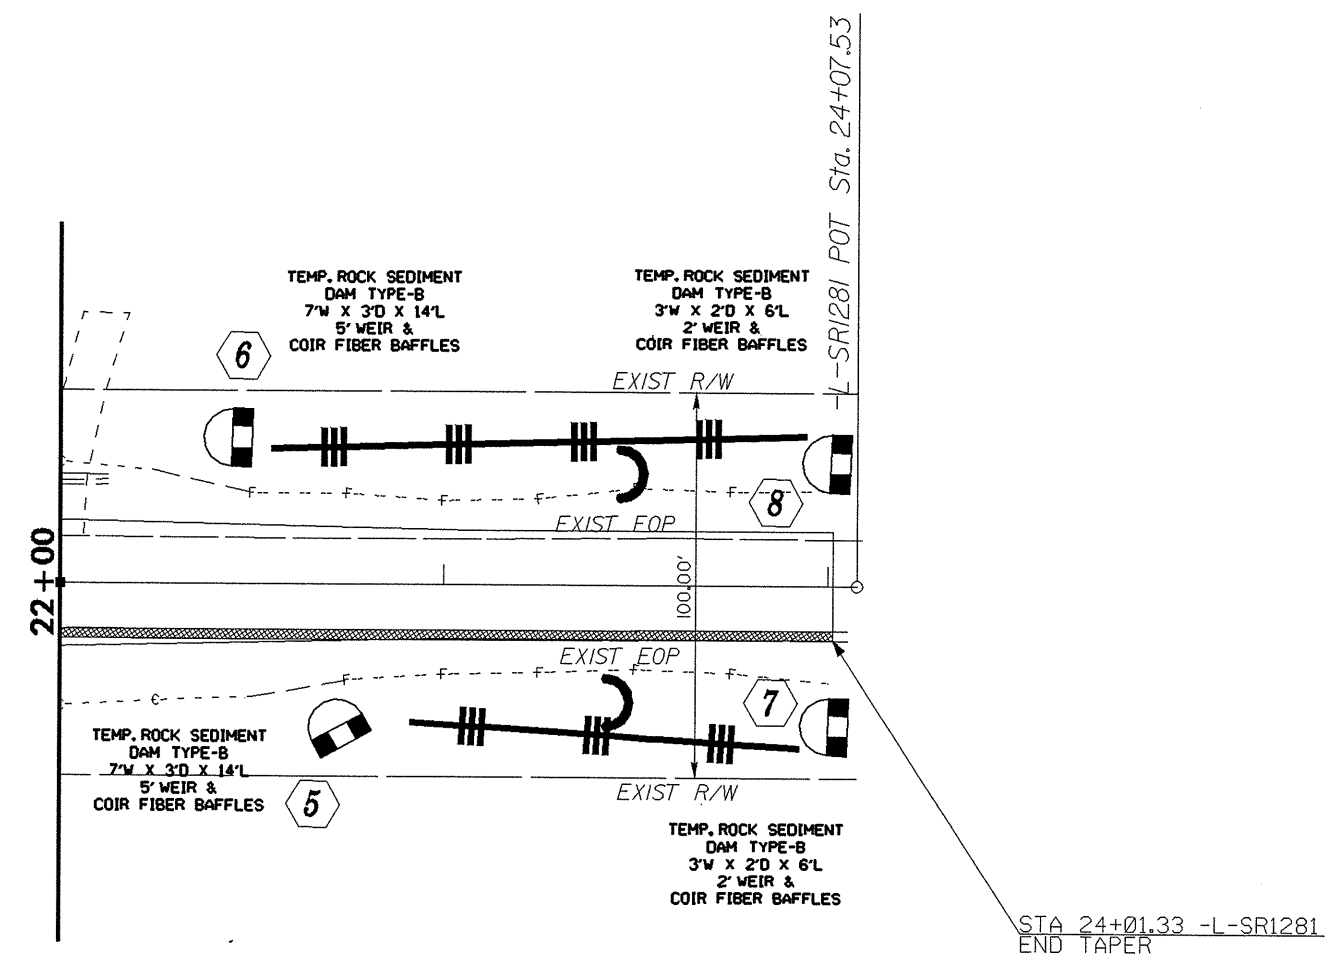 -L-SR1281 POT Sta. 24+07.53
TEMP. ROCK SEDIMENT
DAM TYPE-B
7'W X 3'D X 14'L
5' WEIR &
COIR FIBER BAFFLES
TEMP. ROCK SEDIMENT
DAM TYPE-B
3'W X 2'D X 6'L
2' WEIR &
COIR FIBER BAFFLES
6
EXIST R/W
8
F F F F F
EXIST EOP
22+00
100.00'
EXIST EOP
F F F F F
C
7
TEMP. ROCK SEDIMENT
DAM TYPE-B
7'W X 3'D X 14'L
5' WEIR &
COIR FIBER BAFFLES
5
EXIST R/W
TEMP. ROCK SEDIMENT
DAM TYPE-B
3'W X 2'D X 6'L
2' WEIR &
COIR FIBER BAFFLES
STA 24+01.33 -L-SR1281
END TAPER